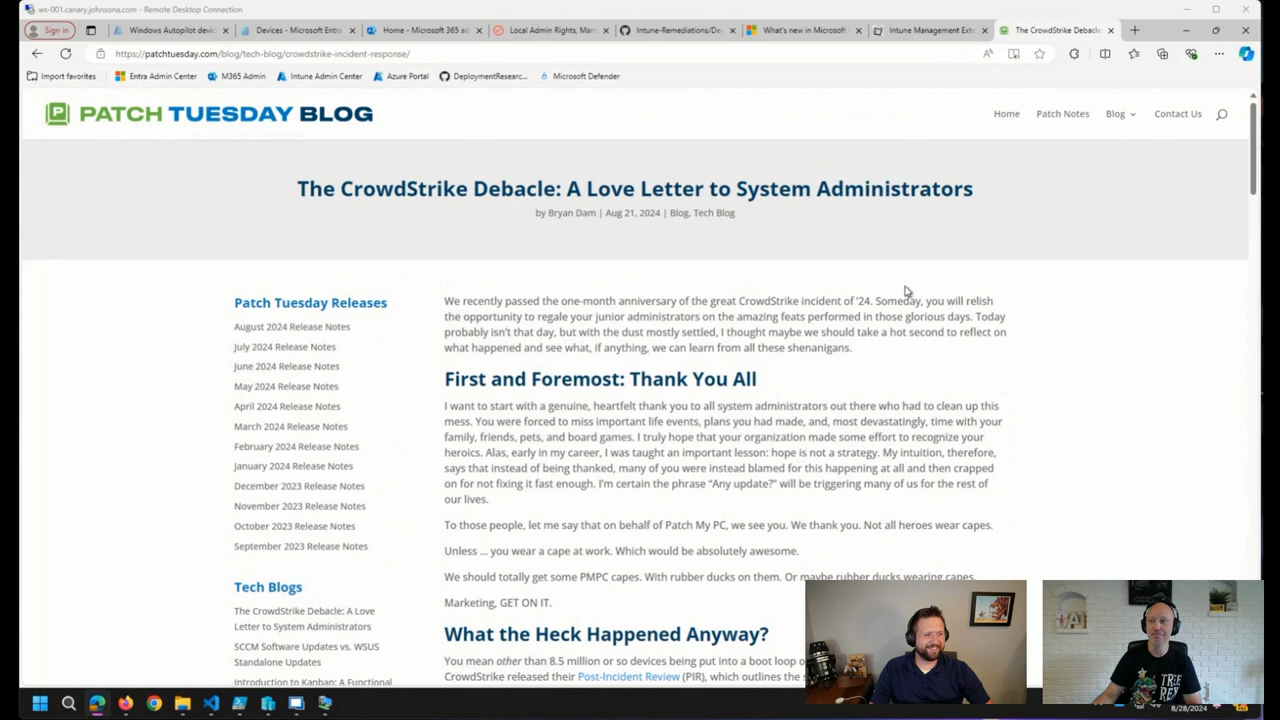 ws-001.canary.johnsona.com - Remote Desktop Connection
Sign in
Windows Autopilot devic
Devices - Microsoft Entra
Home - Microsoft 365 ad
Local Admin Rights, Man
Intune-Remediations/De
What's new in Microsoft
Intune Management Exte
The CrowdStrike Debacle:
https://patchtuesday.com/blog/tech-blog/crowdstrike-incident-response/
Import favorites
Entra Admin Center
M365 Admin
Intune Admin Center
Azure Portal
DeploymentResearc...
Microsoft Defender
PATCH TUESDAY BLOG
Home
Patch Notes
Blog
Contact Us
The CrowdStrike Debacle: A Love Letter to System Administrators
by Bryan Dam | Aug 21, 2024 | Blog, Tech Blog
Patch Tuesday Releases
August 2024 Release Notes
July 2024 Release Notes
June 2024 Release Notes
May 2024 Release Notes
April 2024 Release Notes
March 2024 Release Notes
February 2024 Release Notes
January 2024 Release Notes
December 2023 Release Notes
November 2023 Release Notes
October 2023 Release Notes
September 2023 Release Notes
Tech Blogs
The CrowdStrike Debacle: A Love
Letter to System Administrators
SCCM Software Updates vs. WSUS
Standalone Updates
Introduction to Kanban: A Functional
We recently passed the one-month anniversary of the great CrowdStrike incident of '24. Someday, you will relish
the opportunity to regale your junior administrators on the amazing feats performed in those glorious days. Today
probably isn't that day, but with the dust mostly settled, I thought maybe we should take a hot second to reflect on
what happened and see what, if anything, we can learn from all these shenanigans.
First and Foremost: Thank You All
I want to start with a genuine, heartfelt thank you to all system administrators out there who had to clean up this
mess. You were forced to miss important life events, plans you had made, and, most devastatingly, time with your
family, friends, pets, and board games. I truly hope that your organization made some effort to recognize your
heroics. Alas, early in my career, I was taught an important lesson: hope is not a strategy. My intuition, therefore,
says that instead of being thanked, many of you were instead blamed for this happening at all and then crapped
on for not fixing it fast enough. I'm certain the phrase “Any update?” will be triggering many of us for the rest of
our lives.
To those people, let me say that on behalf of Patch My PC, we see you. We thank you. Not all heroes wear capes.
Unless ... you wear a cape at work. Which would be absolutely awesome.
We should totally get some PMPC capes. With rubber ducks on them. Or maybe rubber ducks wearing capes.
Marketing, GET ON IT.
What the Heck Happened Anyway?
You mean other than 8.5 million or so devices being put into a boot loop o
CrowdStrike released their Post-Incident Review (PIR), which outlines the s
TREE
REX
8/28/2024